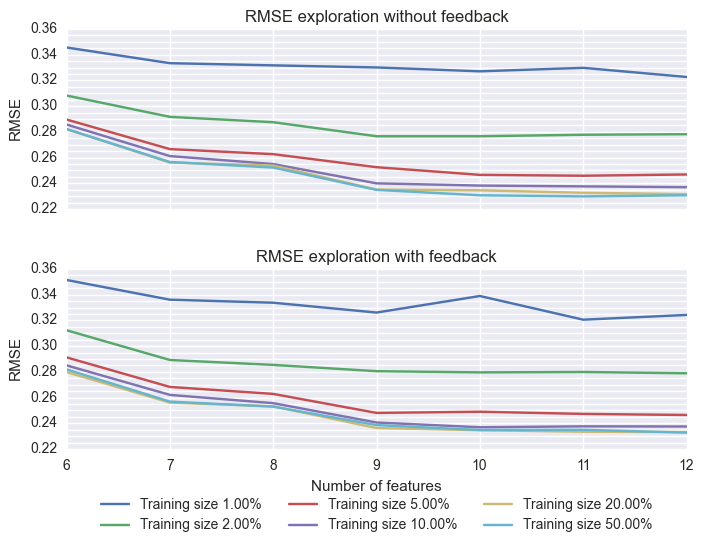 RMSE exploration without feedback
0.36
0.34
0.32
0.30
0.28
0.26
0.24
0.22
RMSE
RMSE exploration with feedback
0.36
0.34
0.32
0.30
0.28
0.26
0.24
0.22
RMSE
6 7 8 9 10 11 12
Number of features
Training size 1.00% Training size 5.00% Training size 20.00%
Training size 2.00% Training size 10.00% Training size 50.00%